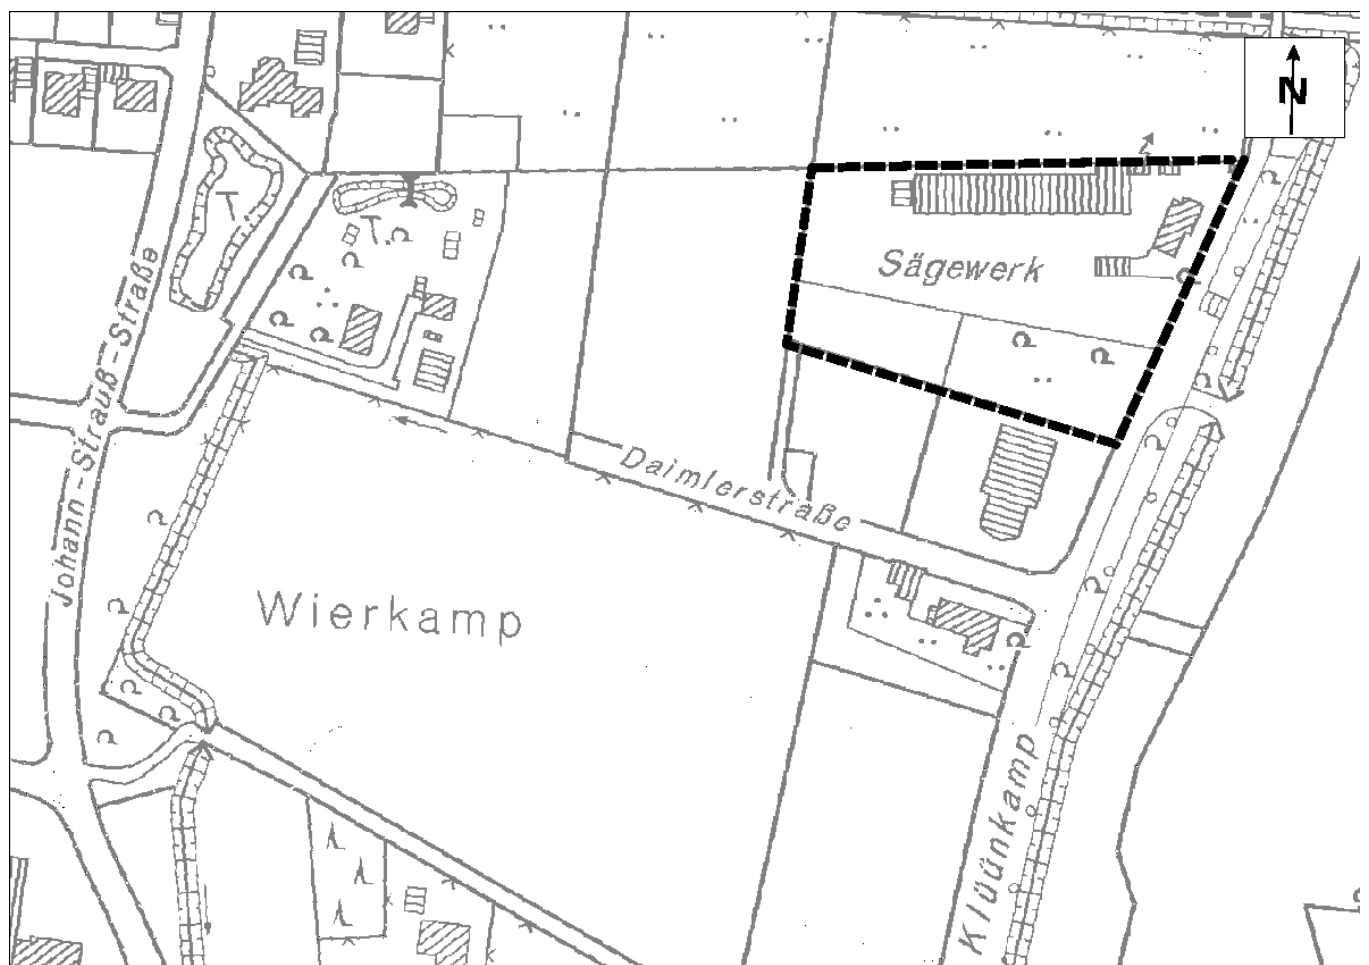 N
T.
T.
Sägewerk
Johann-Strauß-Straße
Daimlerstraße
Wierkamp
Klüünkamp